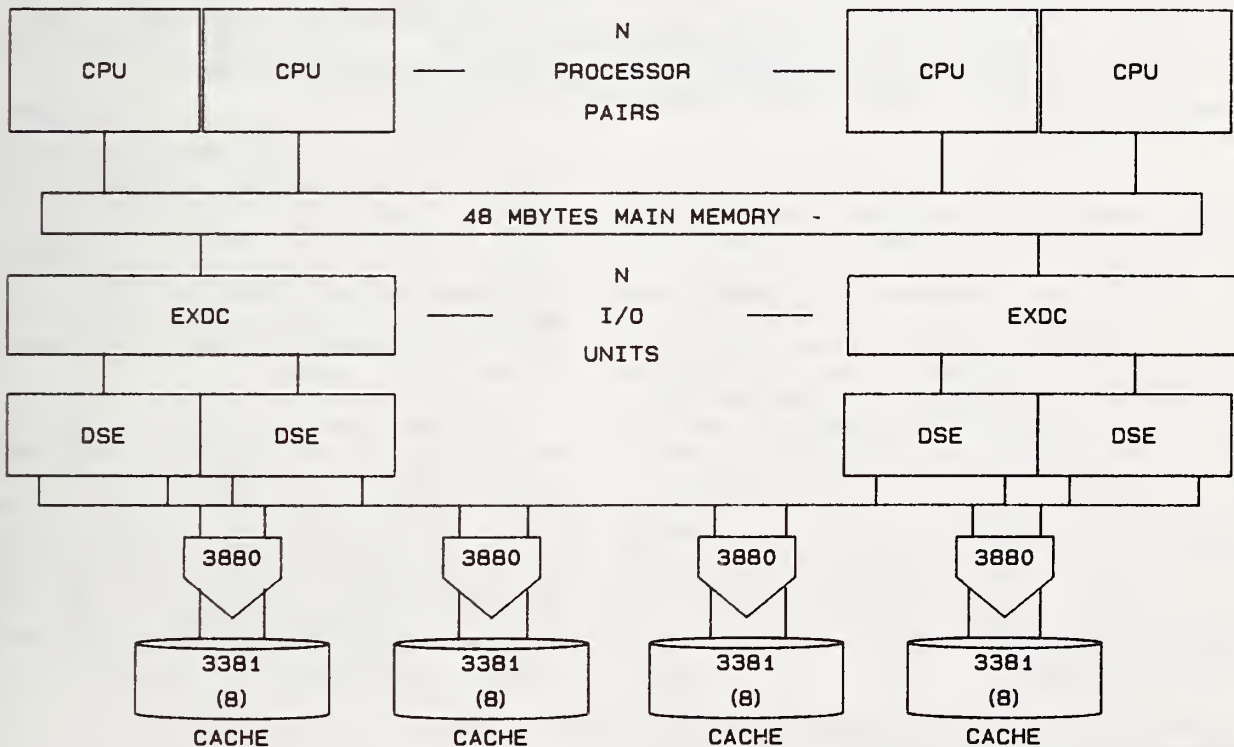 CPU CPU CPU CPU
N
PROCESSOR
PAIRS
48 MBYTES MAIN MEMORY -
N
EXDC I/O EXDC
UNITS
DSE DSE DSE DSE
3880 3880 3880 3880
3381 3381 3381 3381
(8) (8) (8) (8)
CACHE CACHE CACHE CACHE